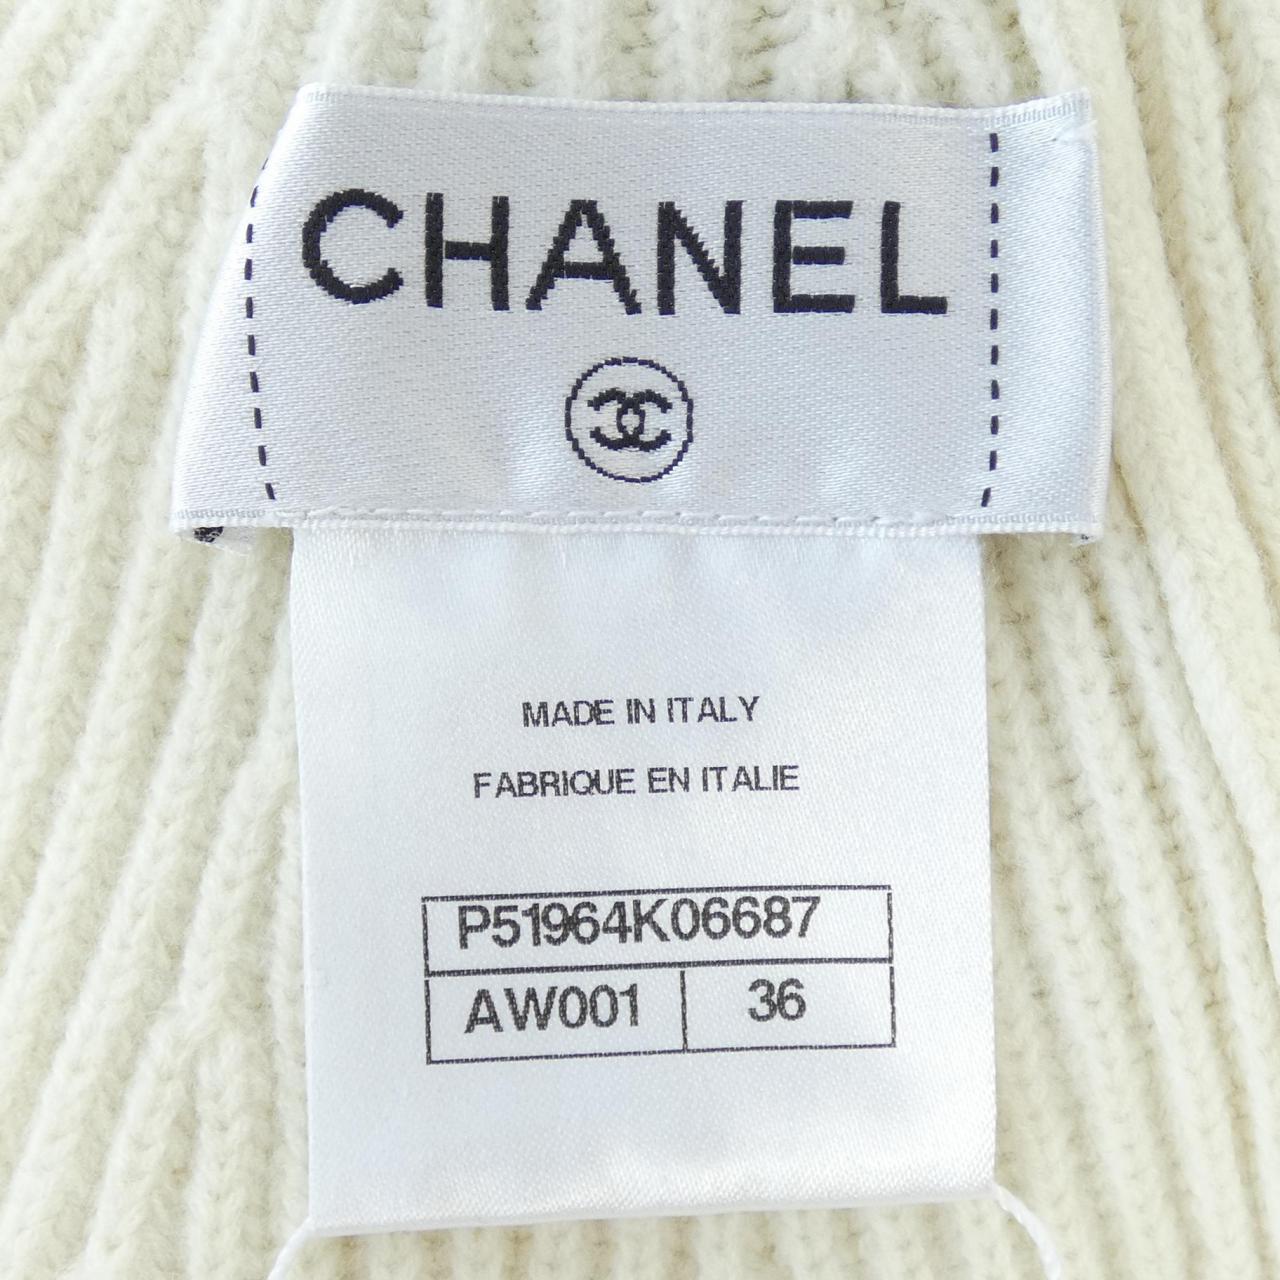 CHANEL
MADE IN ITALY
FABRIQUE EN ITALIE
P51964K06687
AW001 36